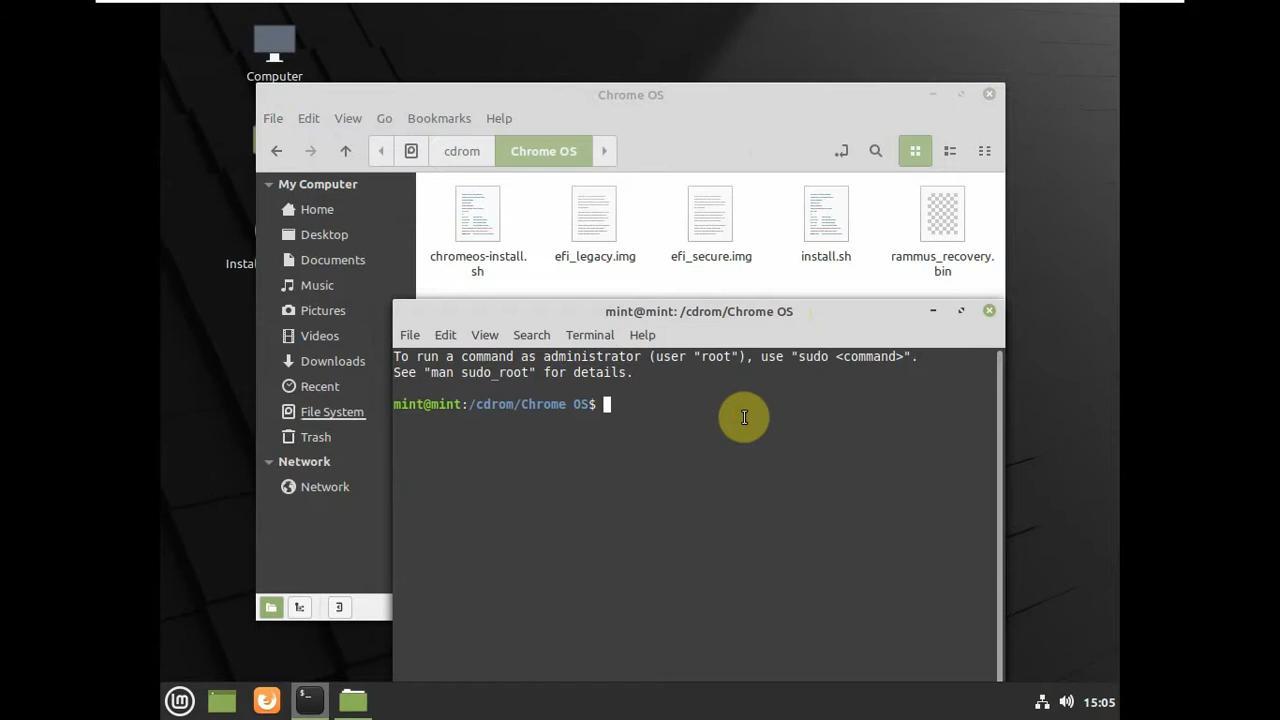 Computer
Chrome OS
File Edit View Go Bookmarks Help
cdrom Chrome OS
My Computer
Home
Desktop
Documents
Music
Pictures
Videos
Downloads
Recent
File System
Trash
Network
Network
Instal
chromeos-install.
sh
efi_legacy.img
efi_secure.img
install.sh
rammus_recovery.
bin
mint@mint: /cdrom/Chrome OS
File Edit View Search Terminal Help
To run a command as administrator (user "root"), use "sudo <command>".
See "man sudo_root" for details.
mint@mint:/cdrom/Chrome OS$
lm
$_
15:05